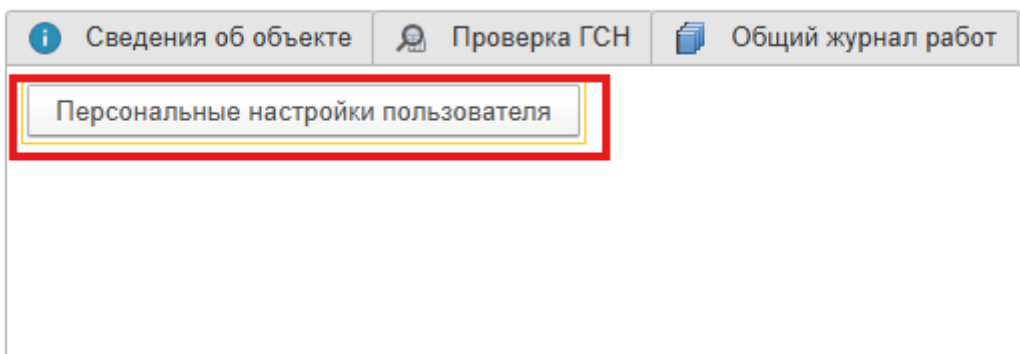 Сведения об объекте Проверка ГСН Общий журнал работ
Персональные настройки пользователя